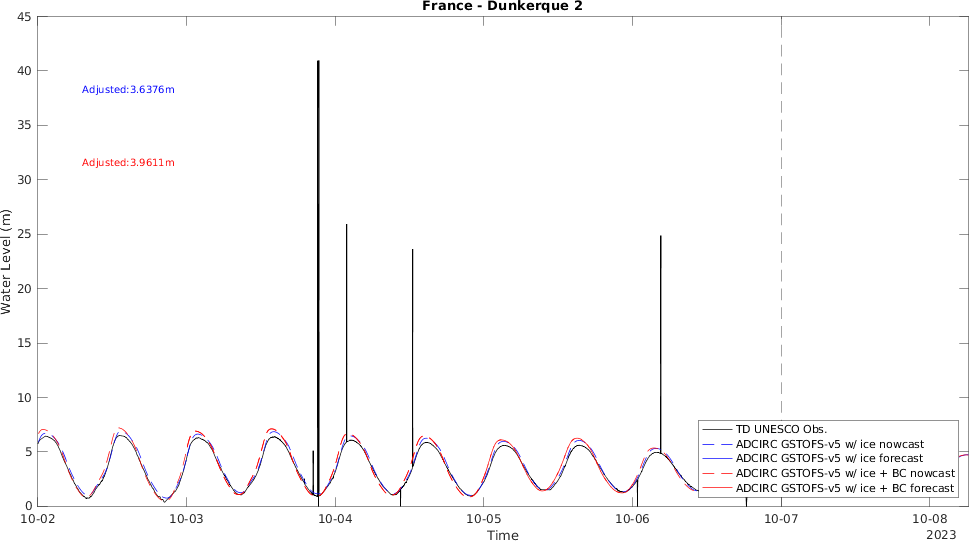 France - Dunkerque 2
45
40
35
30
25
20
15
10
5
0
Water Level (m)
Adjusted:3.6376m
Adjusted:3.9611m
TD UNESCO Obs.
ADCIRC GSTOFS-v5 w/ ice nowcast
ADCIRC GSTOFS-v5 w/ ice forecast
ADCIRC GSTOFS-v5 w/ ice + BC nowcast
ADCIRC GSTOFS-v5 w/ ice + BC forecast
10-02 10-03 10-04 10-05 10-06 10-07 10-08
Time
2023